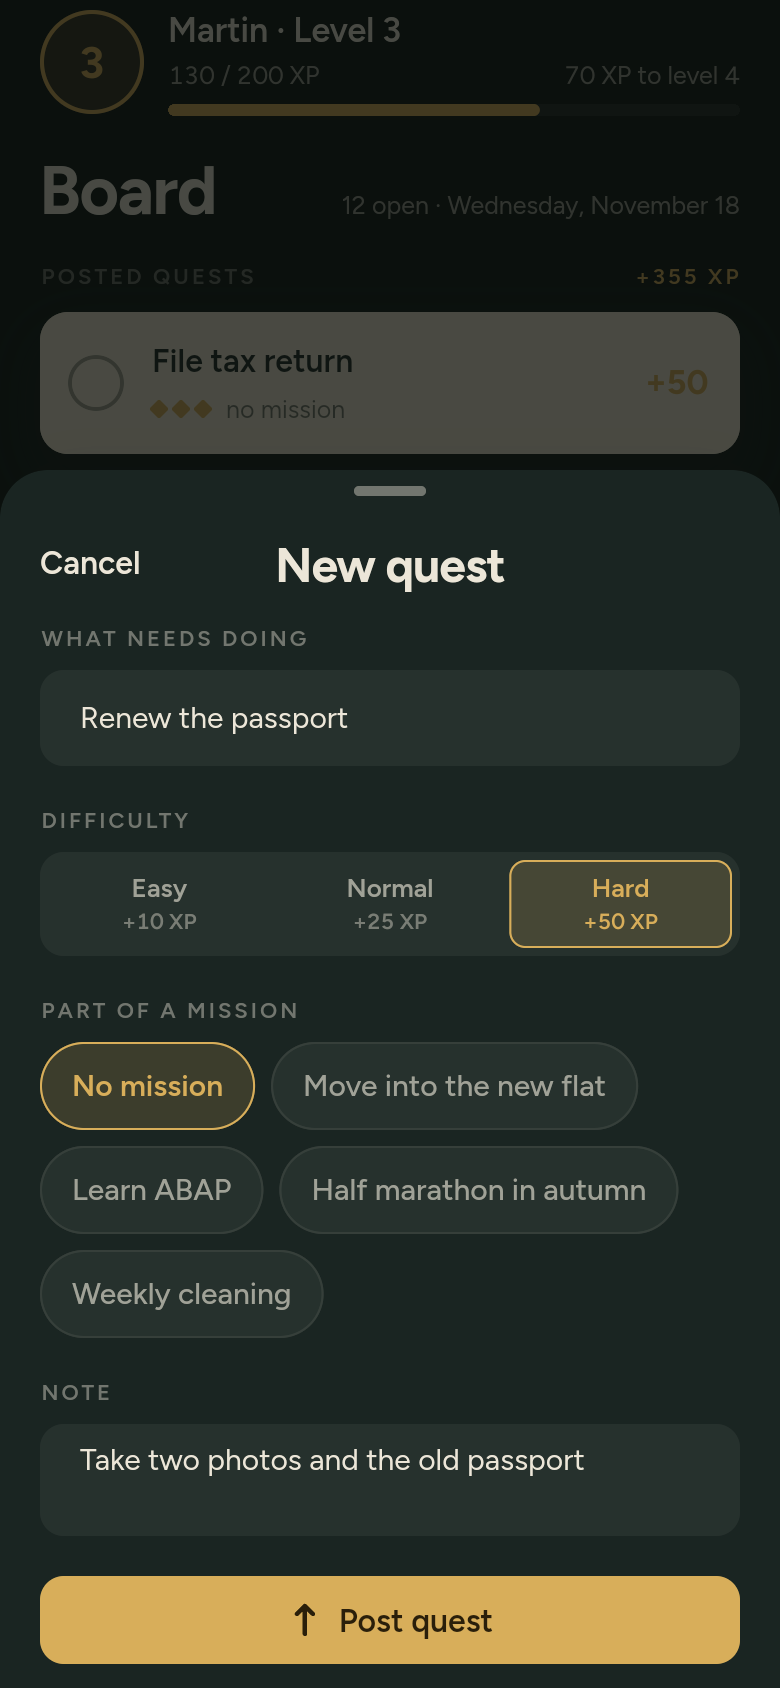 3
Martin · Level 3
130 / 200 XP
70 XP to level 4
Board
12 open · Wednesday, November 18
POSTED QUESTS
+355 XP
File tax return
+50
no mission
Cancel
New quest
WHAT NEEDS DOING
Renew the passport
DIFFICULTY
Easy
+10 XP
Normal
+25 XP
Hard
+50 XP
PART OF A MISSION
No mission
Move into the new flat
Learn ABAP
Half marathon in autumn
Weekly cleaning
NOTE
Take two photos and the old passport
Post quest